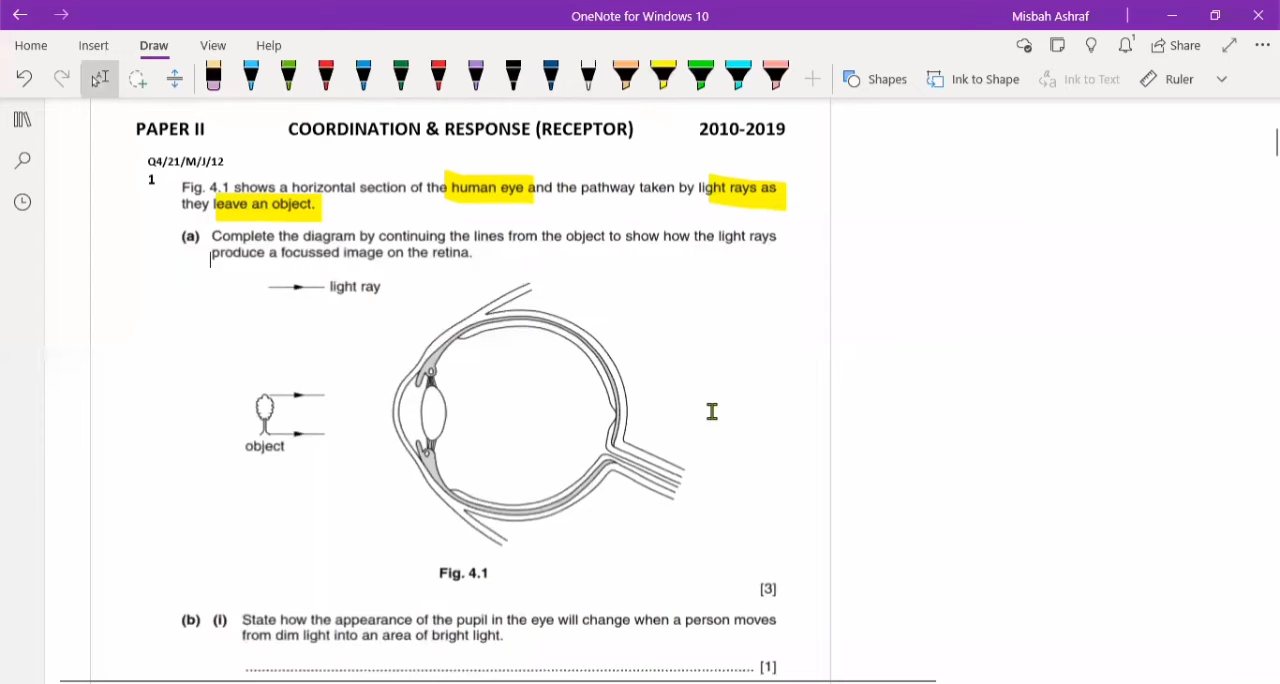 OneNote for Windows 10
Misbah Ashraf
Home Insert Draw View Help
Share
Shapes
Ink to Shape
Ink to Text
Ruler
PAPER II COORDINATION & RESPONSE (RECEPTOR) 2010-2019
Q4/21/M/J/12
1
Fig. 4.1 shows a horizontal section of the human eye and the pathway taken by light rays as
they leave an object.
(a) Complete the diagram by continuing the lines from the object to show how the light rays
produce a focussed image on the retina.
light ray
object
Fig. 4.1
[3]
(b) (i) State how the appearance of the pupil in the eye will change when a person moves
from dim light into an area of bright light.
.......................................................................................................... [1]